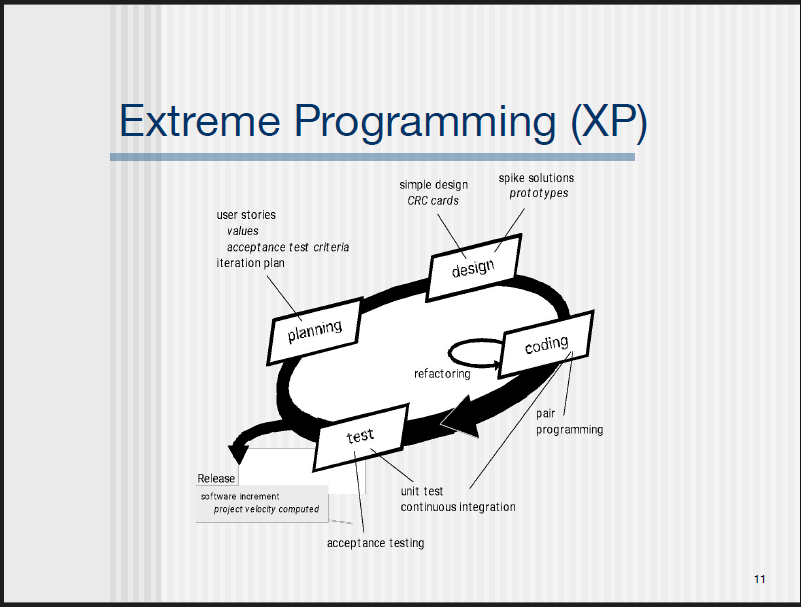 Extreme Programming (XP)
spike solutions
prototypes
simple design
CRC cards
user stories
values
acceptance test criteria
iteration plan
design
planning
coding
refactoring
pair
programming
test
Release
software increment
project velocity computed
unit test
continuous integration
acceptance testing
11